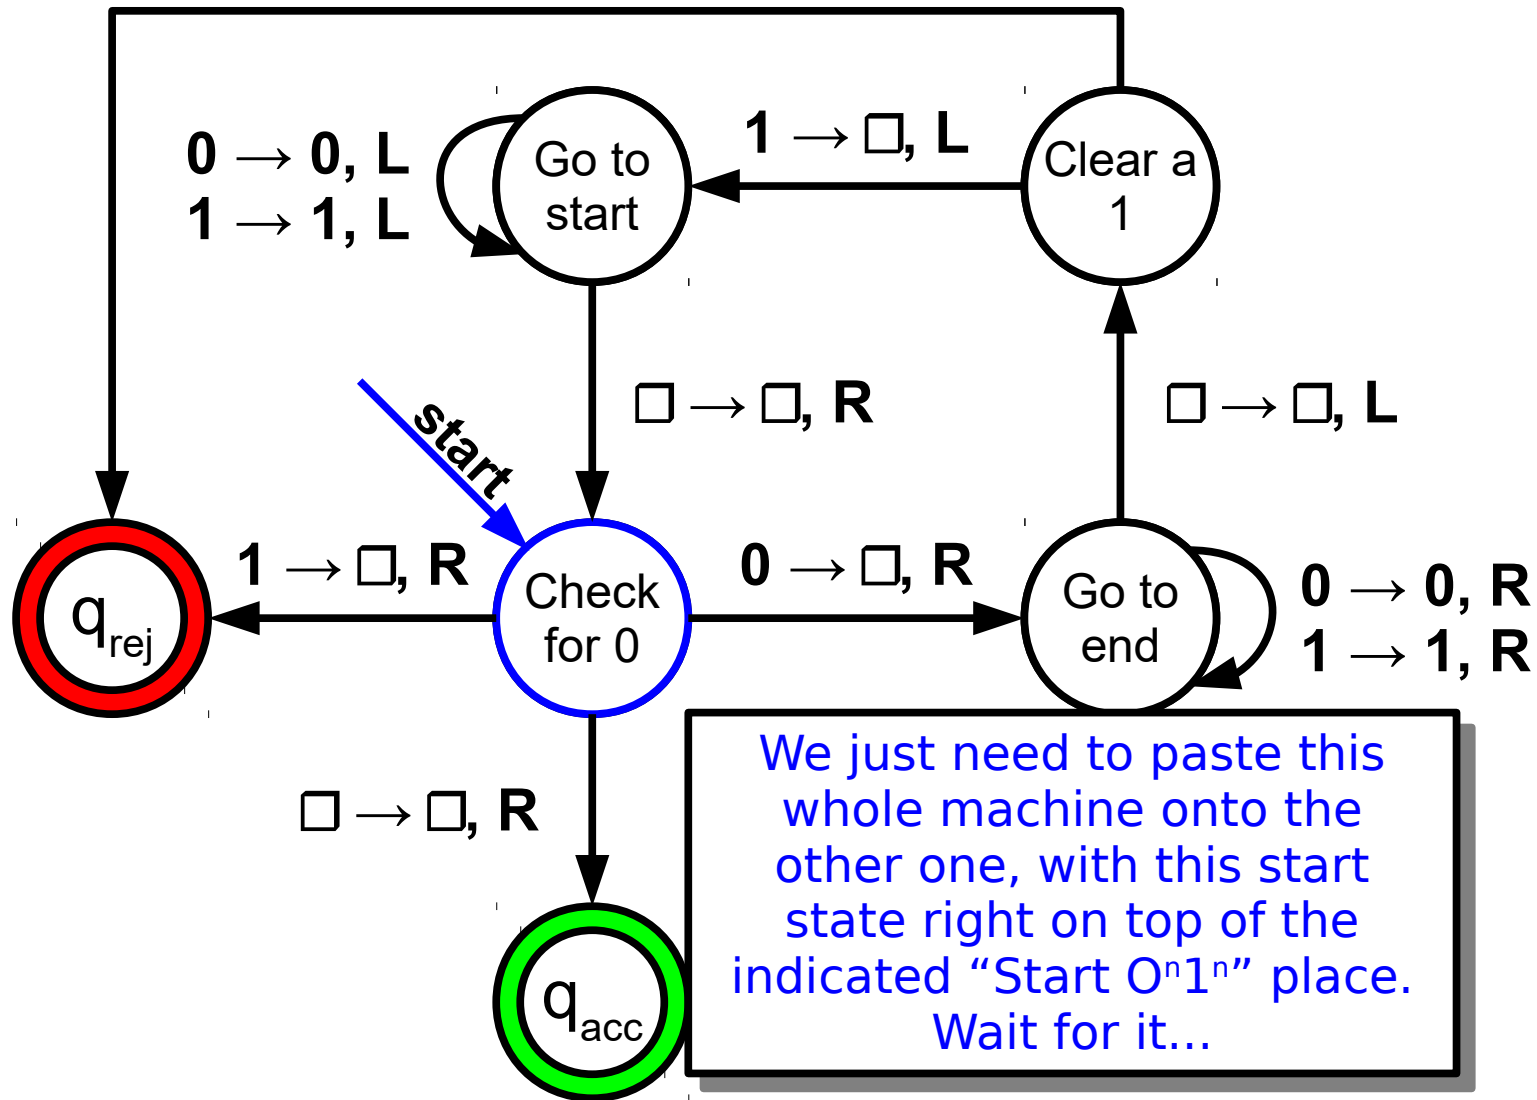 0 → 0, L
1 → 1, L
Go to
start
1 → ☐, L
Clear a
1
☐ → ☐, R
☐ → ☐, L
start
q_rej
1 → ☐, R
Check
for 0
0 → ☐, R
Go to
end
0 → 0, R
1 → 1, R
☐ → ☐, R
q_acc
We just need to paste this
whole machine onto the
other one, with this start
state right on top of the
indicated “Start Oⁿ1ⁿ” place.
Wait for it…